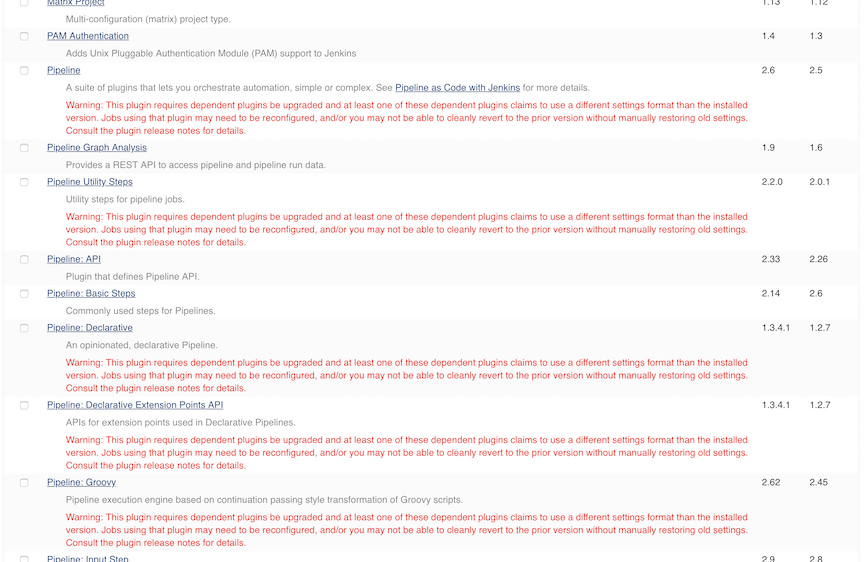 Matrix Project 1.13 1.12
Multi-configuration (matrix) project type.
PAM Authentication 1.4 1.3
Adds Unix Pluggable Authentication Module (PAM) support to Jenkins
Pipeline 2.6 2.5
A suite of plugins that lets you orchestrate automation, simple or complex. See Pipeline as Code with Jenkins for more details.
Warning: This plugin requires dependent plugins be upgraded and at least one of these dependent plugins claims to use a different settings format than the installed
version. Jobs using that plugin may need to be reconfigured, and/or you may not be able to cleanly revert to the prior version without manually restoring old settings.
Consult the plugin release notes for details.
Pipeline Graph Analysis 1.9 1.6
Provides a REST API to access pipeline and pipeline run data.
Pipeline Utility Steps 2.2.0 2.0.1
Utility steps for pipeline jobs.
Warning: This plugin requires dependent plugins be upgraded and at least one of these dependent plugins claims to use a different settings format than the installed
version. Jobs using that plugin may need to be reconfigured, and/or you may not be able to cleanly revert to the prior version without manually restoring old settings.
Consult the plugin release notes for details.
Pipeline: API 2.33 2.26
Plugin that defines Pipeline API.
Pipeline: Basic Steps 2.14 2.6
Commonly used steps for Pipelines.
Pipeline: Declarative 1.3.4.1 1.2.7
An opinionated, declarative Pipeline.
Warning: This plugin requires dependent plugins be upgraded and at least one of these dependent plugins claims to use a different settings format than the installed
version. Jobs using that plugin may need to be reconfigured, and/or you may not be able to cleanly revert to the prior version without manually restoring old settings.
Consult the plugin release notes for details.
Pipeline: Declarative Extension Points API 1.3.4.1 1.2.7
APIs for extension points used in Declarative Pipelines.
Warning: This plugin requires dependent plugins be upgraded and at least one of these dependent plugins claims to use a different settings format than the installed
version. Jobs using that plugin may need to be reconfigured, and/or you may not be able to cleanly revert to the prior version without manually restoring old settings.
Consult the plugin release notes for details.
Pipeline: Groovy 2.62 2.45
Pipeline execution engine based on continuation passing style transformation of Groovy scripts.
Warning: This plugin requires dependent plugins be upgraded and at least one of these dependent plugins claims to use a different settings format than the installed
version. Jobs using that plugin may need to be reconfigured, and/or you may not be able to cleanly revert to the prior version without manually restoring old settings.
Consult the plugin release notes for details.
Pipeline: Input Step 2.9 2.8